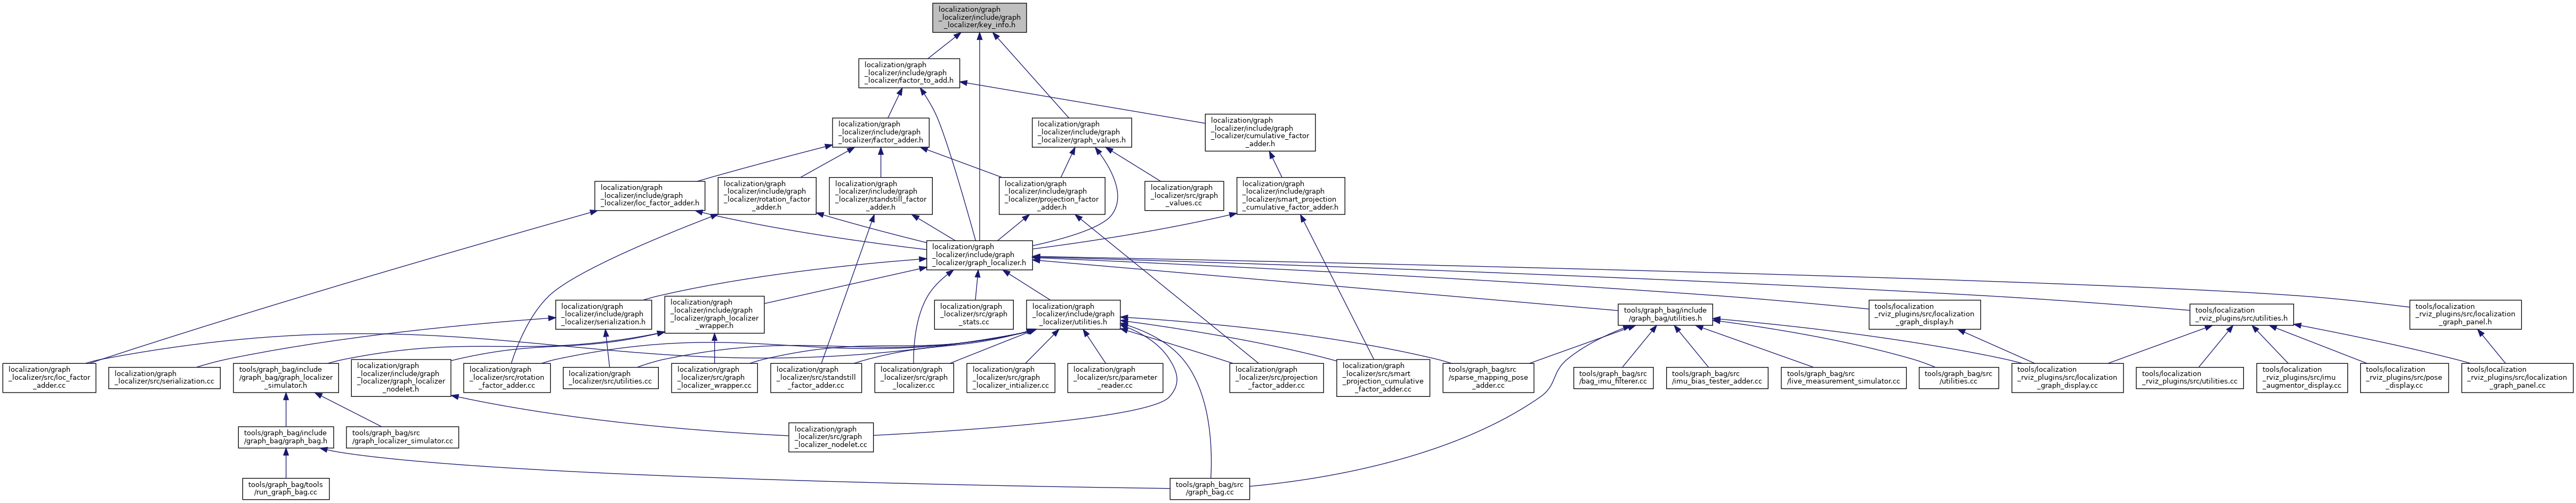 localization/graph
_localizer/include/graph
_localizer/key_info.h
localization/graph
_localizer/include/graph
_localizer/factor_to_add.h
localization/graph
_localizer/include/graph
_localizer/factor_adder.h
localization/graph
_localizer/include/graph
_localizer/graph_values.h
localization/graph
_localizer/include/graph
_localizer/cumulative_factor
_adder.h
localization/graph
_localizer/include/graph
_localizer/loc_factor_adder.h
localization/graph
_localizer/include/graph
_localizer/rotation_factor
_adder.h
localization/graph
_localizer/include/graph
_localizer/standstill_factor
_adder.h
localization/graph
_localizer/include/graph
_localizer/projection_factor
_adder.h
localization/graph
_localizer/src/graph
_values.cc
localization/graph
_localizer/include/graph
_localizer/smart_projection
_cumulative_factor_adder.h
localization/graph
_localizer/include/graph
_localizer/graph_localizer.h
localization/graph
_localizer/include/graph
_localizer/serialization.h
localization/graph
_localizer/include/graph
_localizer/graph_localizer
_wrapper.h
localization/graph
_localizer/src/graph
_stats.cc
localization/graph
_localizer/include/graph
_localizer/utilities.h
tools/graph_bag/include
/graph_bag/utilities.h
tools/localization
_rviz_plugins/src/localization
_graph_display.h
tools/localization
_rviz_plugins/src/utilities.h
tools/localization
_rviz_plugins/src/localization
_graph_panel.h
localization/graph
_localizer/src/loc_factor
_adder.cc
localization/graph
_localizer/src/serialization.cc
tools/graph_bag/include
/graph_bag/graph_localizer
_simulator.h
localization/graph
_localizer/include/graph
_localizer/graph_localizer
_nodelet.h
localization/graph
_localizer/src/rotation
_factor_adder.cc
localization/graph
_localizer/src/utilities.cc
localization/graph
_localizer/src/graph
_localizer_wrapper.cc
localization/graph
_localizer/src/standstill
_factor_adder.cc
localization/graph
_localizer/src/graph
_localizer.cc
localization/graph
_localizer/src/graph
_localizer_intializer.cc
localization/graph
_localizer/src/parameter
_reader.cc
localization/graph
_localizer/src/projection
_factor_adder.cc
localization/graph
_localizer/src/smart
_projection_cumulative
_factor_adder.cc
tools/graph_bag/src
/sparse_mapping_pose
_adder.cc
tools/graph_bag/src
/bag_imu_filterer.cc
tools/graph_bag/src
/imu_bias_tester_adder.cc
tools/graph_bag/src
/live_measurement_simulator.cc
tools/graph_bag/src
/utilities.cc
tools/localization
_rviz_plugins/src/localization
_graph_display.cc
tools/localization
_rviz_plugins/src/utilities.cc
tools/localization
_rviz_plugins/src/imu
_augmentor_display.cc
tools/localization
_rviz_plugins/src/pose
_display.cc
tools/localization
_rviz_plugins/src/localization
_graph_panel.cc
tools/graph_bag/include
/graph_bag/graph_bag.h
tools/graph_bag/src
/graph_localizer_simulator.cc
localization/graph
_localizer/src/graph
_localizer_nodelet.cc
tools/graph_bag/tools
/run_graph_bag.cc
tools/graph_bag/src
/graph_bag.cc